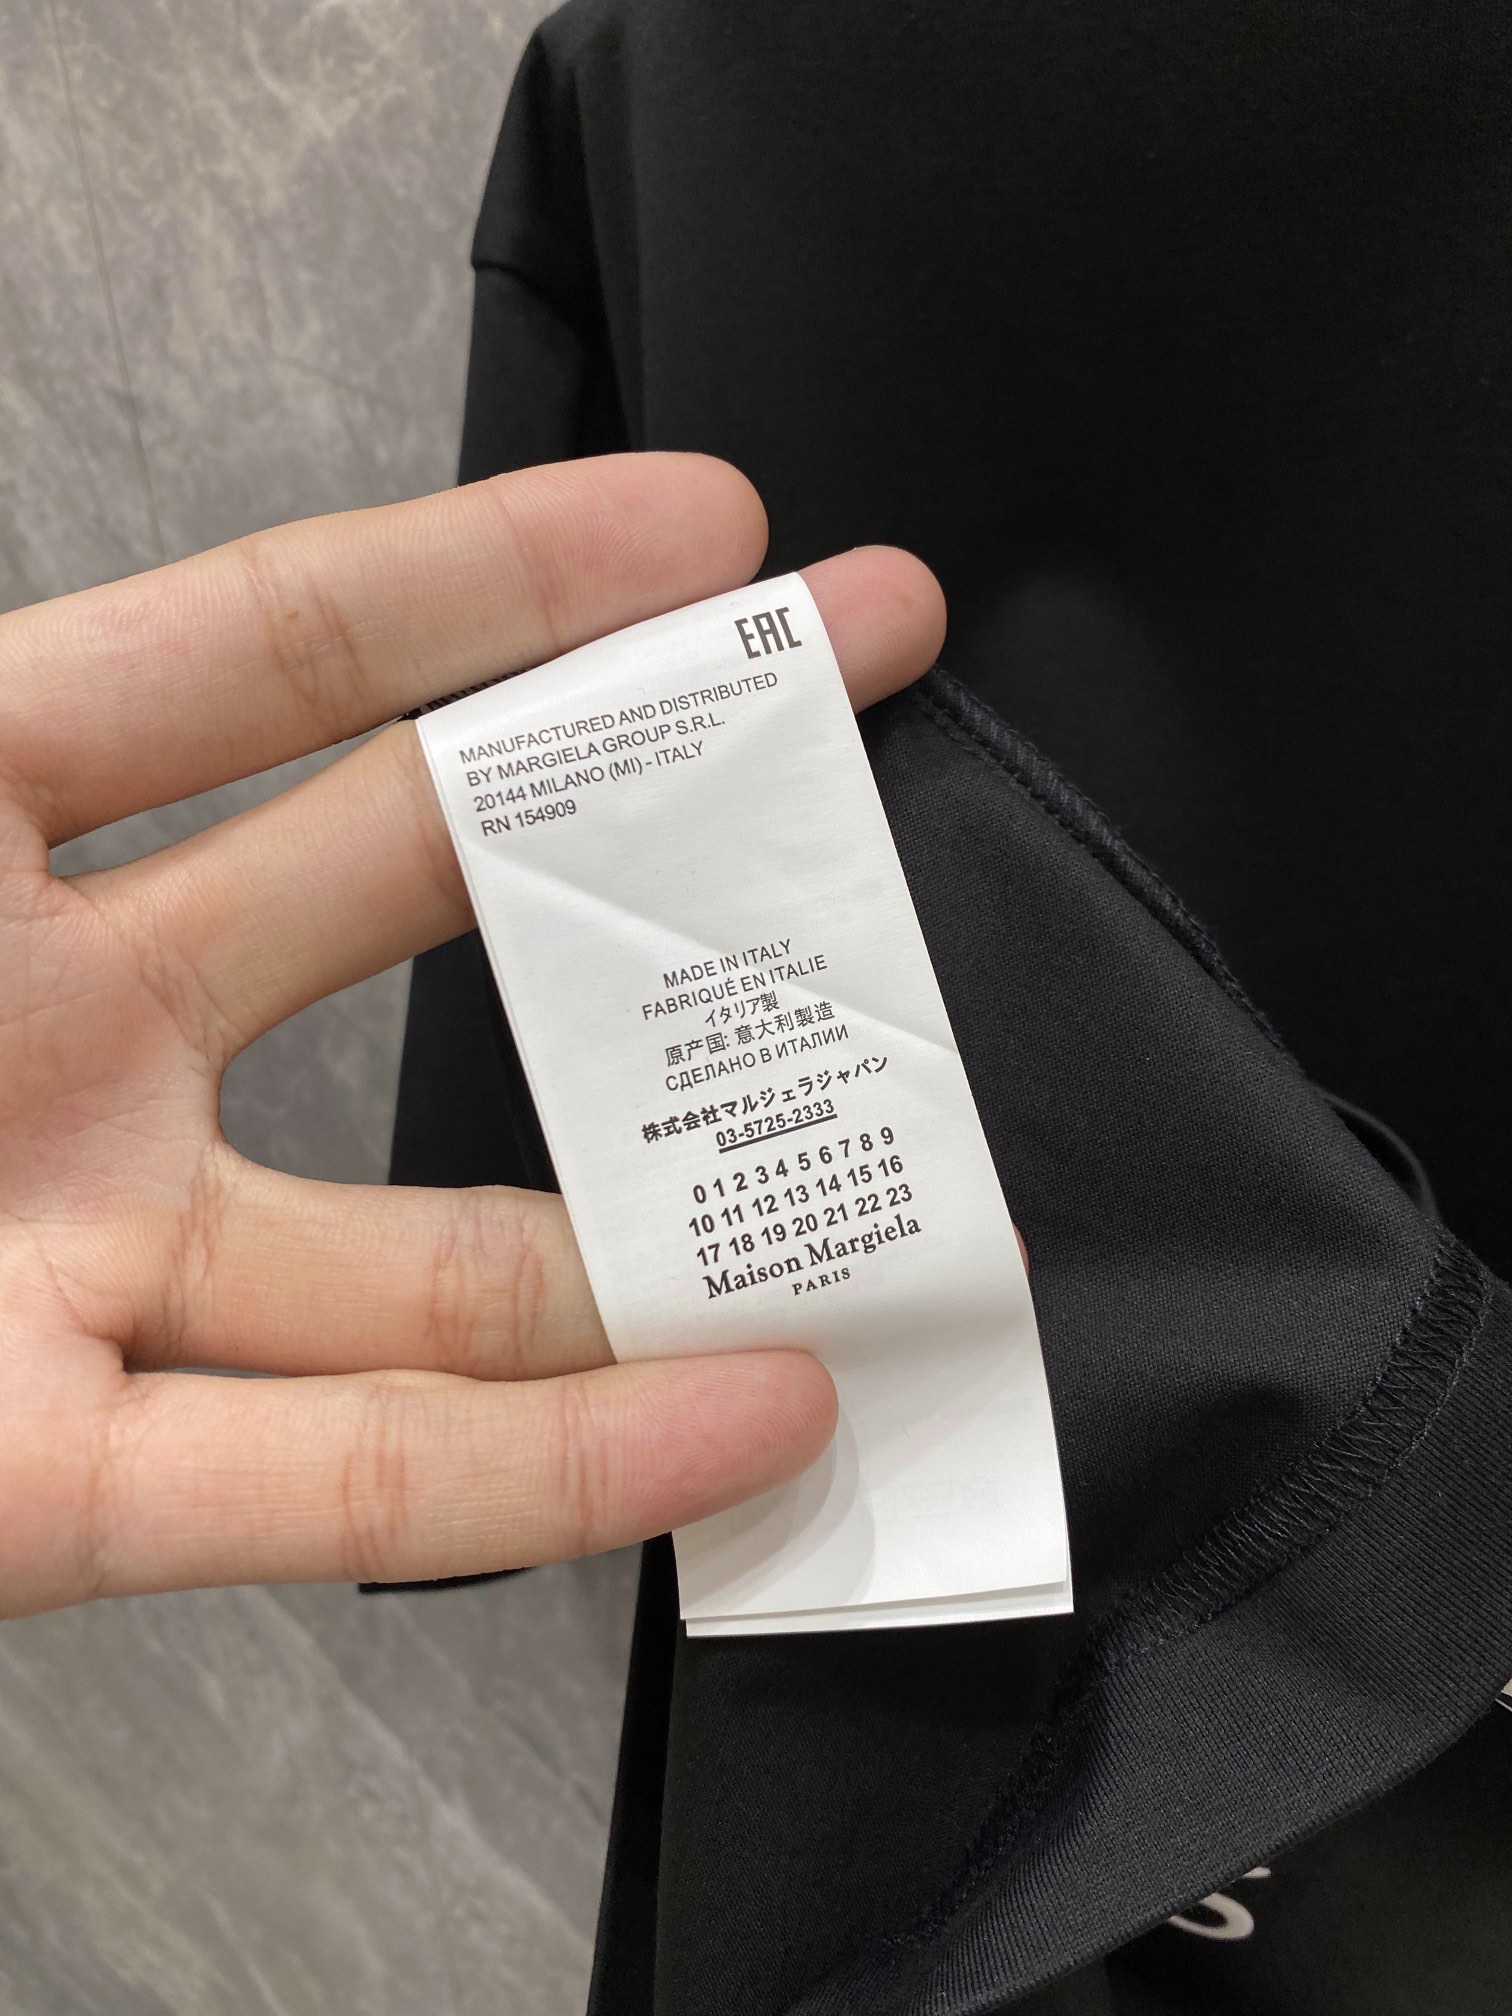 EAC
MANUFACTURED AND DISTRIBUTED
BY MARGIELA GROUP S.R.L.
20144 MILANO (MI) - ITALY
RN 154909
MADE IN ITALY
FABRIQUÉ EN ITALIE
イタリア製
原产国: 意大利製造
СДЕЛАНО В ИТАЛИИ
株式会社マルジェラジャパン
03-5725-2333
0 1 2 3 4 5 6 7 8 9
10 11 12 13 14 15 16
17 18 19 20 21 22 23
Maison Margiela
PARIS